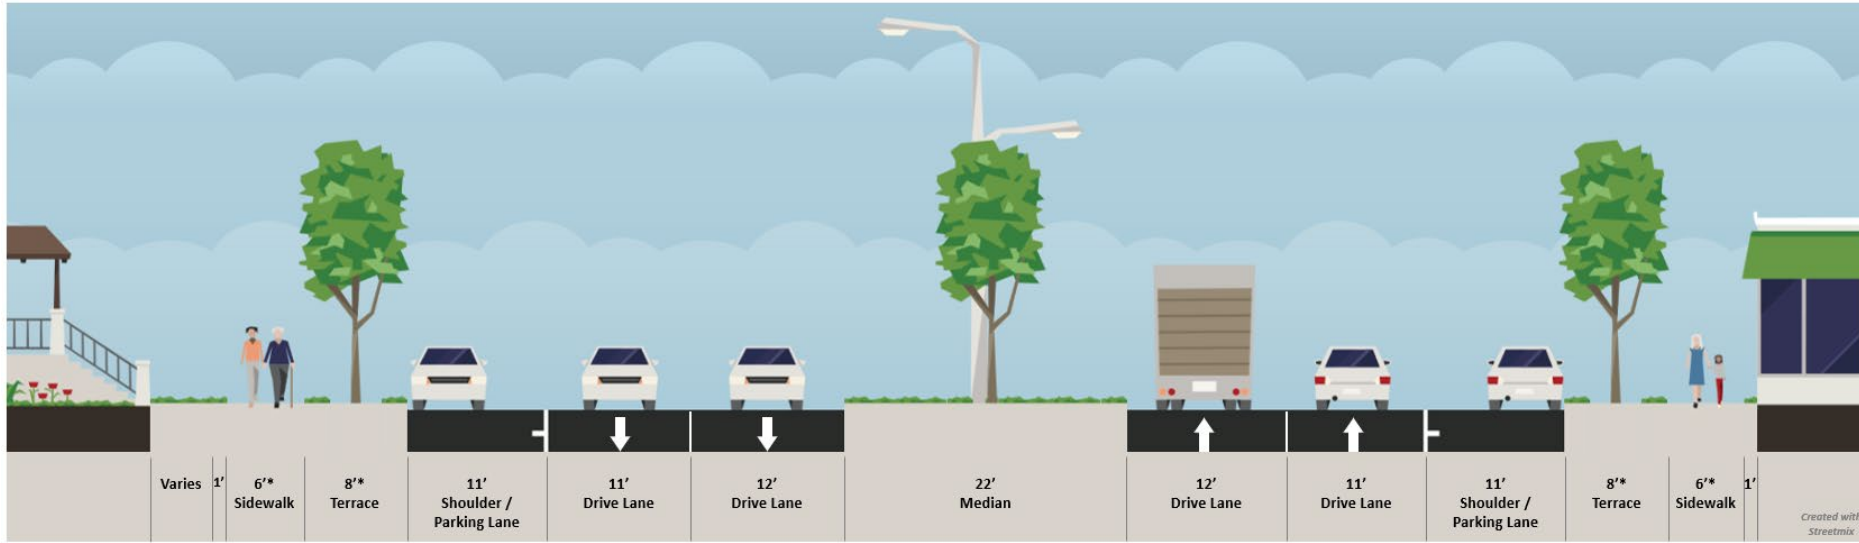 Varies
1'
6'*
Sidewalk
8'*
Terrace
11'
Shoulder /
Parking Lane
11'
Drive Lane
12'
Drive Lane
22'
Median
12'
Drive Lane
11'
Drive Lane
11'
Shoulder /
Parking Lane
8'*
Terrace
6'*
Sidewalk
1'
Created with
Streetmix